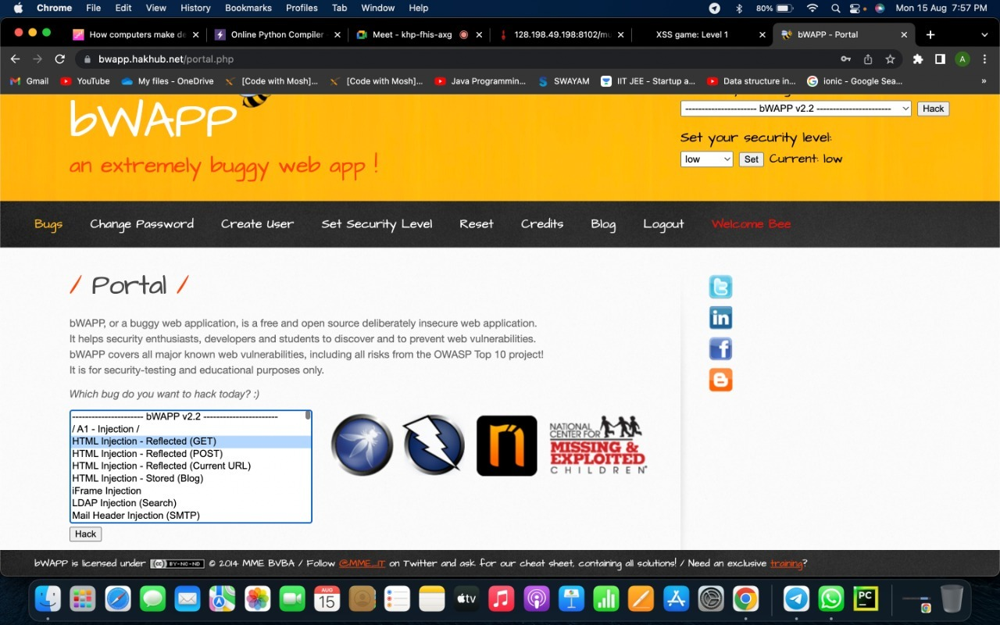 Chrome File Edit View History Bookmarks Profiles Tab Window Help 80% Mon 15 Aug 7:57 PM
How computers make de Online Python Compiler - Meet - khp-fhis-axg 128.198.49.198:8102/mu XSS game: Level 1 bWAPP - Portal
bwapp.hakhub.net/portal.php A
Gmail YouTube My files - OneDrive [Code with Mosh]... [Code with Mosh]... Java Programmin... SWAYAM IIT JEE - Startup a... Data structure in... ionic - Google Sea... »
bWAPP
an extremely buggy web app !
---------------------- bWAPP v2.2 ----------------------- Hack
Set your security level:
low Set Current: low
Bugs Change Password Create User Set Security Level Reset Credits Blog Logout Welcome Bee
/ Portal /
bWAPP, or a buggy web application, is a free and open source deliberately insecure web application.
It helps security enthusiasts, developers and students to discover and to prevent web vulnerabilities.
bWAPP covers all major known web vulnerabilities, including all risks from the OWASP Top 10 project!
It is for security-testing and educational purposes only.
Which bug do you want to hack today? :)
----------------------- bWAPP v2.2 -----------------------
/ A1 - Injection /
HTML Injection - Reflected (GET)
HTML Injection - Reflected (POST)
HTML Injection - Reflected (Current URL)
HTML Injection - Stored (Blog)
iFrame Injection
LDAP Injection (Search)
Mail Header Injection (SMTP)
NATIONAL
CENTER FOR
MISSING &
EXPLOITED
CHILDREN
Hack
bWAPP is licensed under (cc) BY-NC-ND © 2014 MME BVBA / Follow @MME_IT on Twitter and ask for our cheat sheet, containing all solutions! / Need an exclusive training?
AUG
15
tv
PC